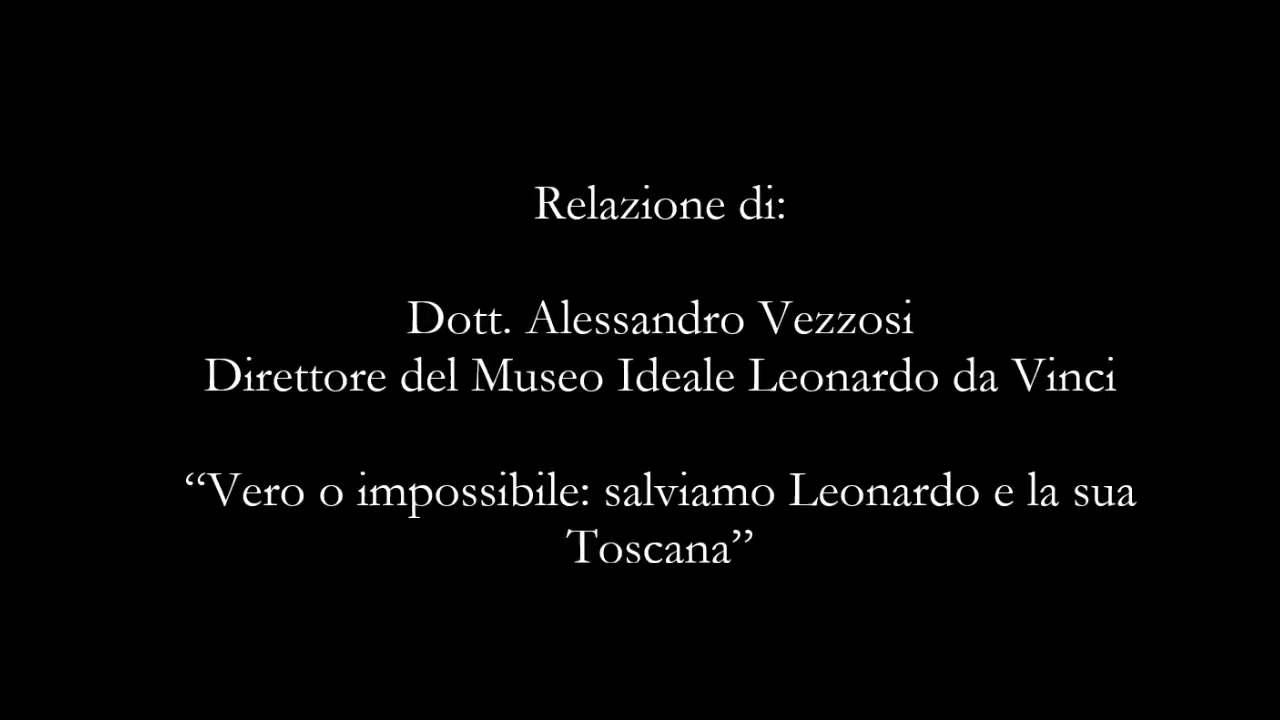 Relazione di:
Dott. Alessandro Vezzosi
Direttore del Museo Ideale Leonardo da Vinci
“Vero o impossibile: salviamo Leonardo e la sua
Toscana”